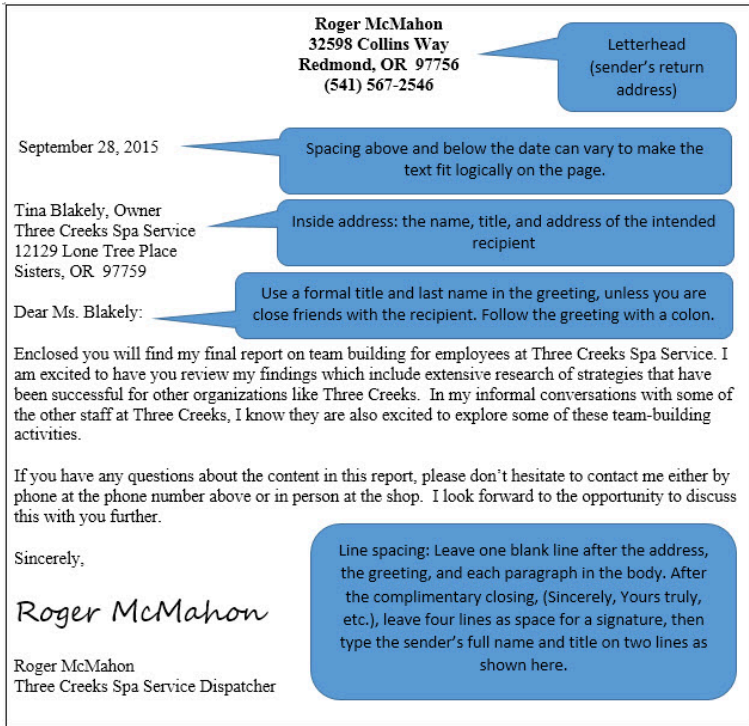 Roger McMahon
32598 Collins Way
Redmond, OR  97756
(541) 567-2546
Letterhead
(sender's return
address)
September 28, 2015
Spacing above and below the date can vary to make the
text fit logically on the page.
Tina Blakely, Owner
Three Creeks Spa Service
12129 Lone Tree Place
Sisters, OR  97759
Inside address: the name, title, and address of the intended
recipient
Dear Ms. Blakely:
Use a formal title and last name in the greeting, unless you are
close friends with the recipient. Follow the greeting with a colon.
Enclosed you will find my final report on team building for employees at Three Creeks Spa Service. I
am excited to have you review my findings which include extensive research of strategies that have
been successful for other organizations like Three Creeks.  In my informal conversations with some of
the other staff at Three Creeks, I know they are also excited to explore some of these team-building
activities.
If you have any questions about the content in this report, please don't hesitate to contact me either by
phone at the phone number above or in person at the shop.  I look forward to the opportunity to discuss
this with you further.
Sincerely,
Roger McMahon
Roger McMahon
Three Creeks Spa Service Dispatcher
Line spacing: Leave one blank line after the address,
the greeting, and each paragraph in the body. After
the complimentary closing, (Sincerely, Yours truly,
etc.), leave four lines as space for a signature, then
type the sender's full name and title on two lines as
shown here.